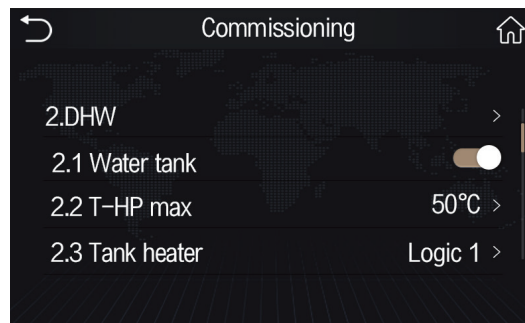 Commissioning
2.DHW >
2.1 Water tank
2.2 T-HP max 50°C >
2.3 Tank heater Logic 1 >